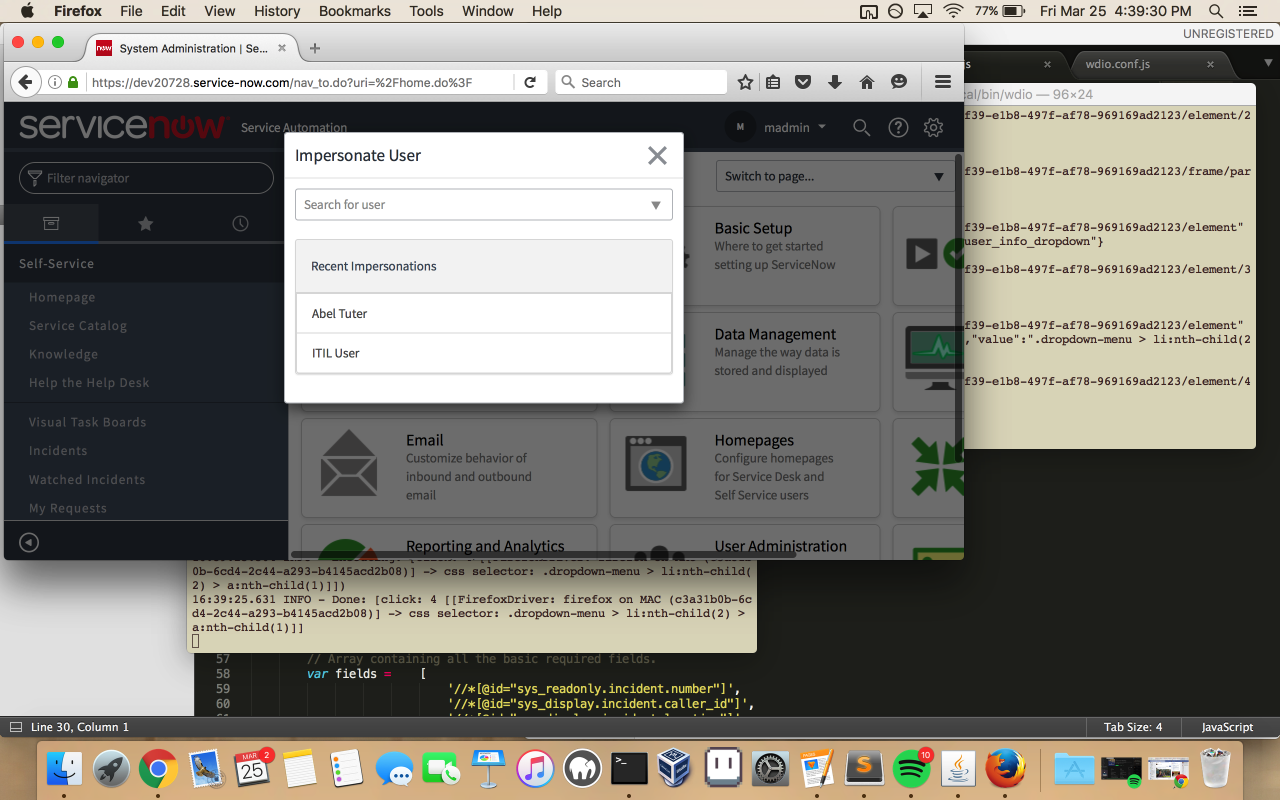 Firefox File Edit View History Bookmarks Tools Window Help 77% Fri Mar 25 4:39:30 PM
UNREGISTERED
now System Administration | Se...
wdio.conf.js
https://dev20728.service-now.com/nav_to.do?uri=%2Fhome.do%3F
Search
cal/bin/wdio — 96×24
servicenow Service Automation
M madmin
Impersonate User
Filter navigator
Search for user
Switch to page...
Recent Impersonations
Abel Tuter
ITIL User
Self-Service
Homepage
Service Catalog
Knowledge
Help the Help Desk
Visual Task Boards
Incidents
Watched Incidents
My Requests
Basic Setup
Where to get started
setting up ServiceNow
Data Management
Manage the way data is
stored and displayed
Email
Customize behavior of
inbound and outbound
email
Homepages
Configure homepages
for Service Desk and
Self Service users
Reporting and Analytics
User Administration
f39-e1b8-497f-af78-969169ad2123/element/2
f39-e1b8-497f-af78-969169ad2123/frame/par
f39-e1b8-497f-af78-969169ad2123/element"
user_info_dropdown"}
f39-e1b8-497f-af78-969169ad2123/element/3
f39-e1b8-497f-af78-969169ad2123/element"
,"value":".dropdown-menu > li:nth-child(2
f39-e1b8-497f-af78-969169ad2123/element/4
0b-6cd4-2c44-a293-b4145acd2b08)] -> css selector: .dropdown-menu > li:nth-child(
2) > a:nth-child(1)]])
16:39:25.631 INFO - Done: [click: 4 [[FirefoxDriver: firefox on MAC (c3a31b0b-6c
d4-2c44-a293-b4145acd2b08)] -> css selector: .dropdown-menu > li:nth-child(2) >
a:nth-child(1)]]
57 // Array containing all the basic required fields.
58 var fields = [
59 '//*[@id="sys_readonly.incident.number"]',
60 '//*[@id="sys_display.incident.caller_id"]',
Line 30, Column 1
Tab Size: 4 JavaScript
MAR 25
2
10